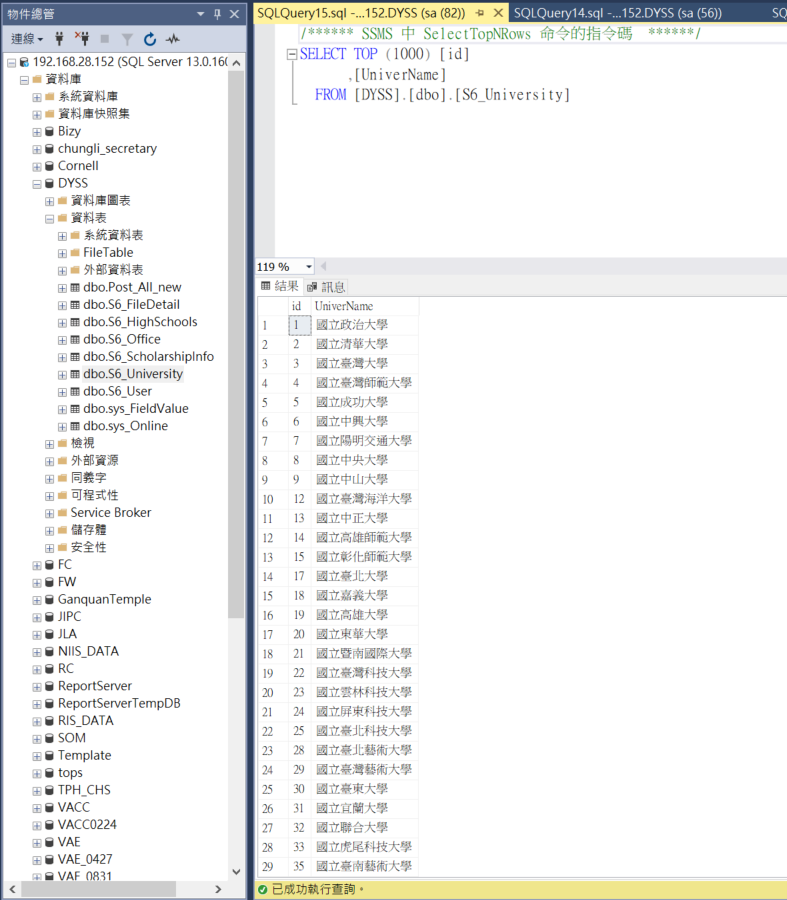 物件總管
連線
192.168.28.152 (SQL Server 13.0.160
資料庫
系統資料庫
資料庫快照集
Bizy
chungli_secretary
Cornell
DYSS
資料庫圖表
資料表
系統資料表
FileTable
外部資料表
dbo.Post_All_new
dbo.S6_FileDetail
dbo.S6_HighSchools
dbo.S6_Office
dbo.S6_ScholarshipInfo
dbo.S6_University
dbo.S6_User
dbo.sys_FieldValue
dbo.sys_Online
檢視
外部資源
同義字
可程式性
Service Broker
儲存體
安全性
FC
FW
GanquanTemple
JIPC
JLA
NIIS_DATA
RC
ReportServer
ReportServerTempDB
RIS_DATA
SOM
Template
tops
TPH_CHS
VACC
VACC0224
VAE
VAE_0427
VAE_0831
SQLQuery15.sql -...152.DYSS (sa (82)) SQLQuery14.sql -...152.DYSS (sa (56)) SQ
/****** SSMS 中 SelectTopNRows 命令的指令碼 ******/
SELECT TOP (1000) [id]
,[UniverName]
FROM [DYSS].[dbo].[S6_University]
119 %
結果 訊息
id UniverName
1 1 國立政治大學
2 2 國立清華大學
3 3 國立臺灣大學
4 4 國立臺灣師範大學
5 5 國立成功大學
6 6 國立中興大學
7 7 國立陽明交通大學
8 8 國立中央大學
9 9 國立中山大學
10 12 國立臺灣海洋大學
11 13 國立中正大學
12 14 國立高雄師範大學
13 15 國立彰化師範大學
14 17 國立臺北大學
15 18 國立嘉義大學
16 19 國立高雄大學
17 20 國立東華大學
18 21 國立暨南國際大學
19 22 國立臺灣科技大學
20 23 國立雲林科技大學
21 24 國立屏東科技大學
22 25 國立臺北科技大學
23 28 國立臺北藝術大學
24 29 國立臺灣藝術大學
25 30 國立臺東大學
26 31 國立宜蘭大學
27 32 國立聯合大學
28 33 國立虎尾科技大學
29 35 國立臺南藝術大學
已成功執行查詢。